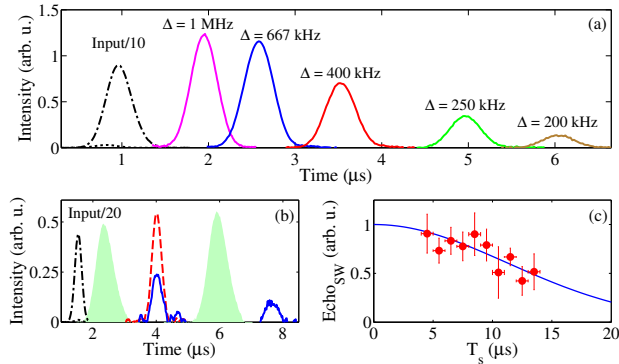 (a)
Intensity (arb. u.)
1.5
1
0.5
0
Input/10
Δ = 1 MHz
Δ = 667 kHz
Δ = 400 kHz
Δ = 250 kHz
Δ = 200 kHz
1 2 3 4 5 6
Time (μs)
(b)
Input/20
Intensity (arb. u.)
0.5
0.25
0
2 4 6 8
Time (μs)
(c)
Echo_SW (arb. u.)
1
0.5
0
0 5 10 15 20
T_s (μs)